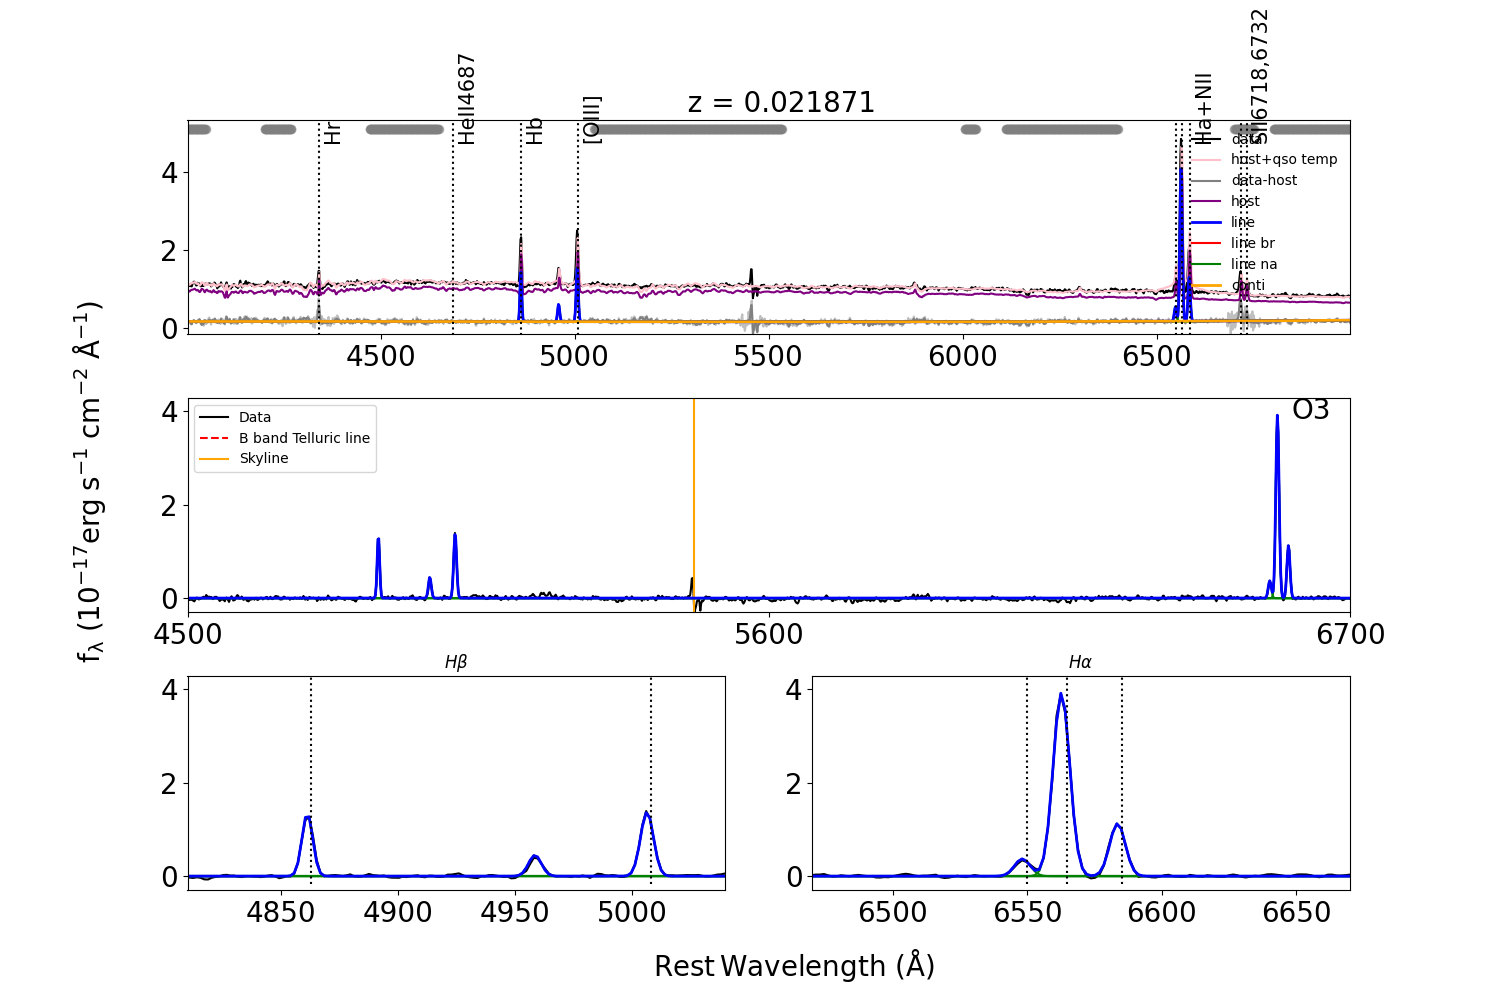 z = 0.021871
Hr
HeII4687
Hb
[OIII]
Ha+NII
SII6718,6732
data
host+qso temp
data-host
host
line
line br
line na
conti
4
2
0
4500
5000
5500
6000
6500
Data
B band Telluric line
Skyline
O3
4
2
0
4500
5600
6700
fλ (10⁻¹⁷erg s⁻¹ cm⁻² Å⁻¹)
Hβ
4
2
0
4850
4900
4950
5000
Hα
4
2
0
6500
6550
6600
6650
Rest Wavelength (Å)